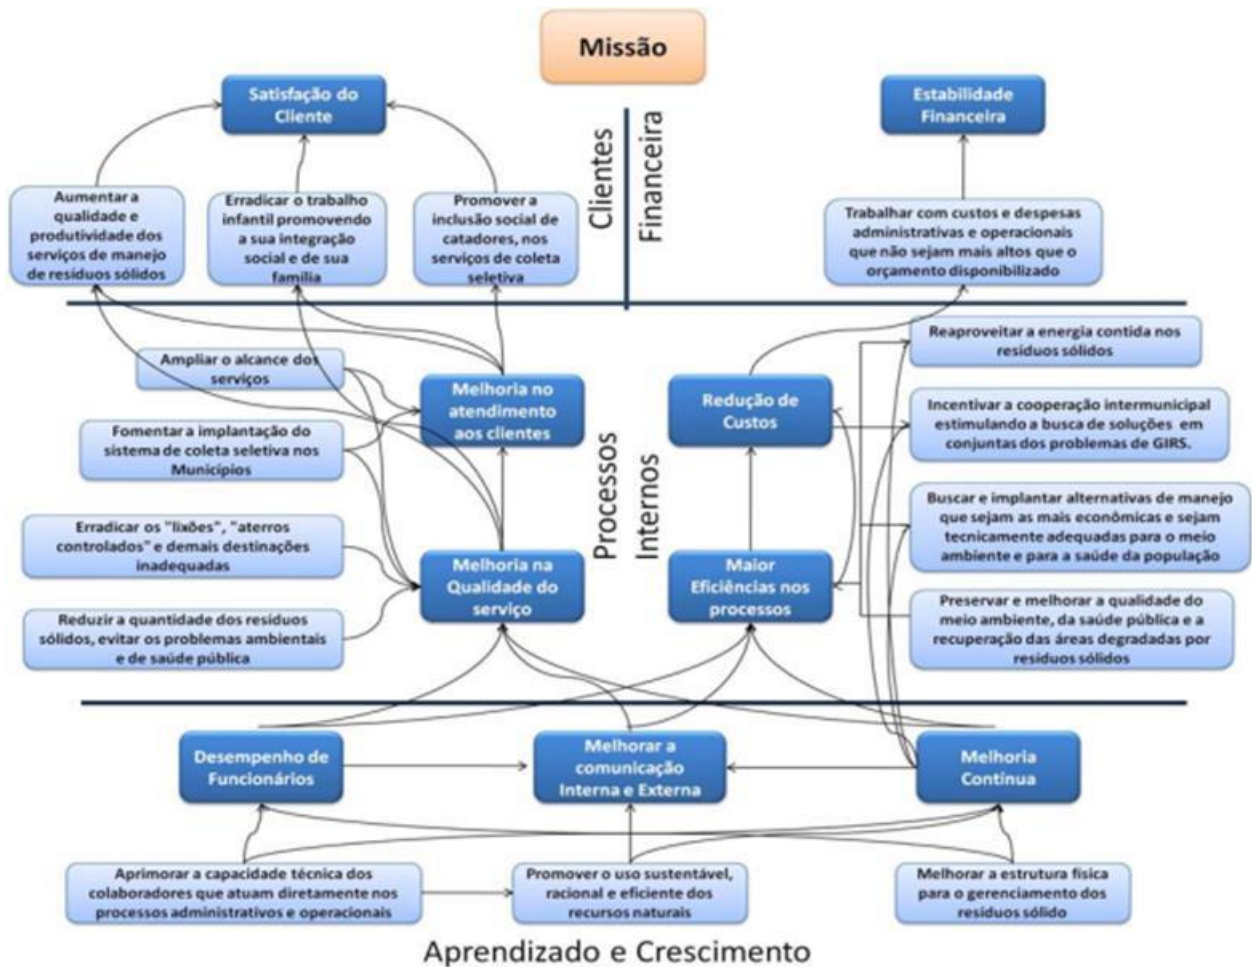 Missão
Satisfação do
Cliente
Estabilidade
Financeira
Clientes
Financeira
Aumentar a
qualidade e
produtividade dos
serviços de manejo
de resíduos sólidos
Erradicar o trabalho
infantil promovendo
a sua integração
social e de sua
família
Promover a
inclusão social de
catadores, nos
serviços de coleta
seletiva
Trabalhar com custos e despesas
administrativas e operacionais
que não sejam mais altos que o
orçamento disponibilizado
Ampliar o alcance dos
serviços
Fomentar a implantação do
sistema de coleta seletiva nos
Municípios
Erradicar os "lixões", "aterros
controlados" e demais destinações
inadequadas
Reduzir a quantidade dos resíduos
sólidos, evitar os problemas ambientais
e de saúde pública
Melhoria no
atendimento
aos clientes
Melhoria na
Qualidade do
serviço
Processos
Internos
Redução de
Custos
Maior
Eficiências nos
processos
Reaproveitar a energia contida nos
resíduos sólidos
Incentivar a cooperação intermunicipal
estimulando a busca de soluções em
conjuntas dos problemas de GIRS.
Buscar e implantar alternativas de manejo
que sejam as mais econômicas e sejam
tecnicamente adequadas para o meio
ambiente e para a saúde da população
Preservar e melhorar a qualidade do
meio ambiente, da saúde pública e a
recuperação das áreas degradadas por
resíduos sólidos
Desempenho de
Funcionários
Melhorar a
comunicação
Interna e Externa
Melhoria
Contínua
Aprimorar a capacidade técnica dos
colaboradores que atuam diretamente nos
processos administrativos e operacionais
Promover o uso sustentável,
racional e eficiente dos
recursos naturais
Melhorar a estrutura física
para o gerenciamento dos
resíduos sólido
Aprendizado e Crescimento